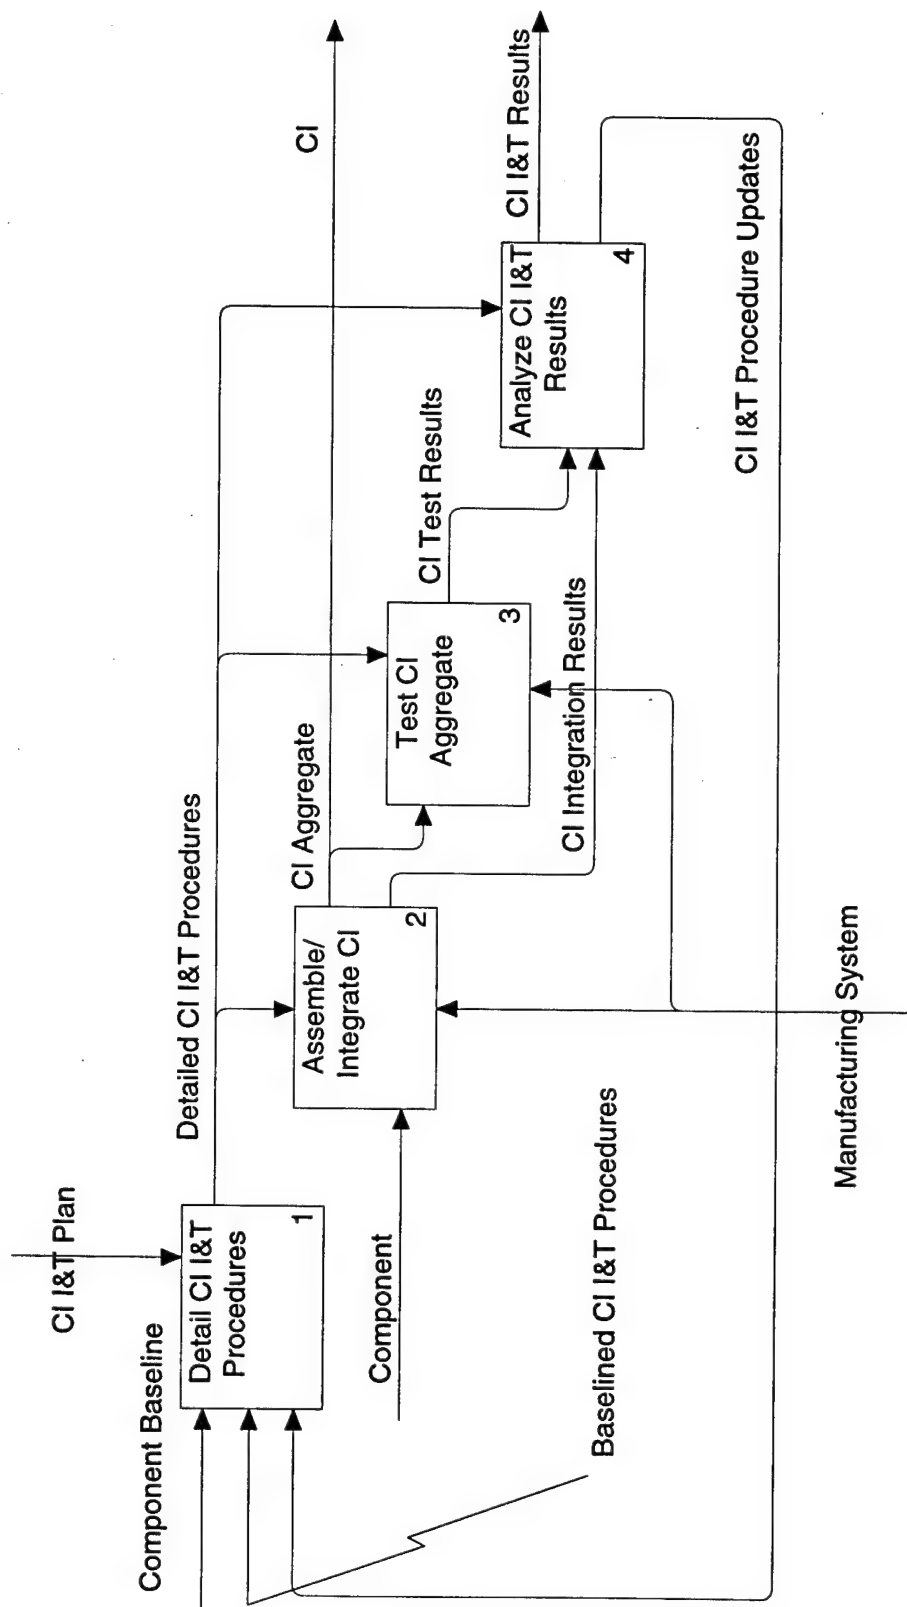 CI I&T Plan
Component Baseline
Detail CI I&T
Procedures
1
Detailed CI I&T Procedures
Component
Assemble/
Integrate CI
2
CI Aggregate
CI
Test CI
Aggregate
3
CI Test Results
CI Integration Results
Analyze CI I&T
Results
4
CI I&T Results
CI I&T Procedure Updates
Baselined CI I&T Procedures
Manufacturing System